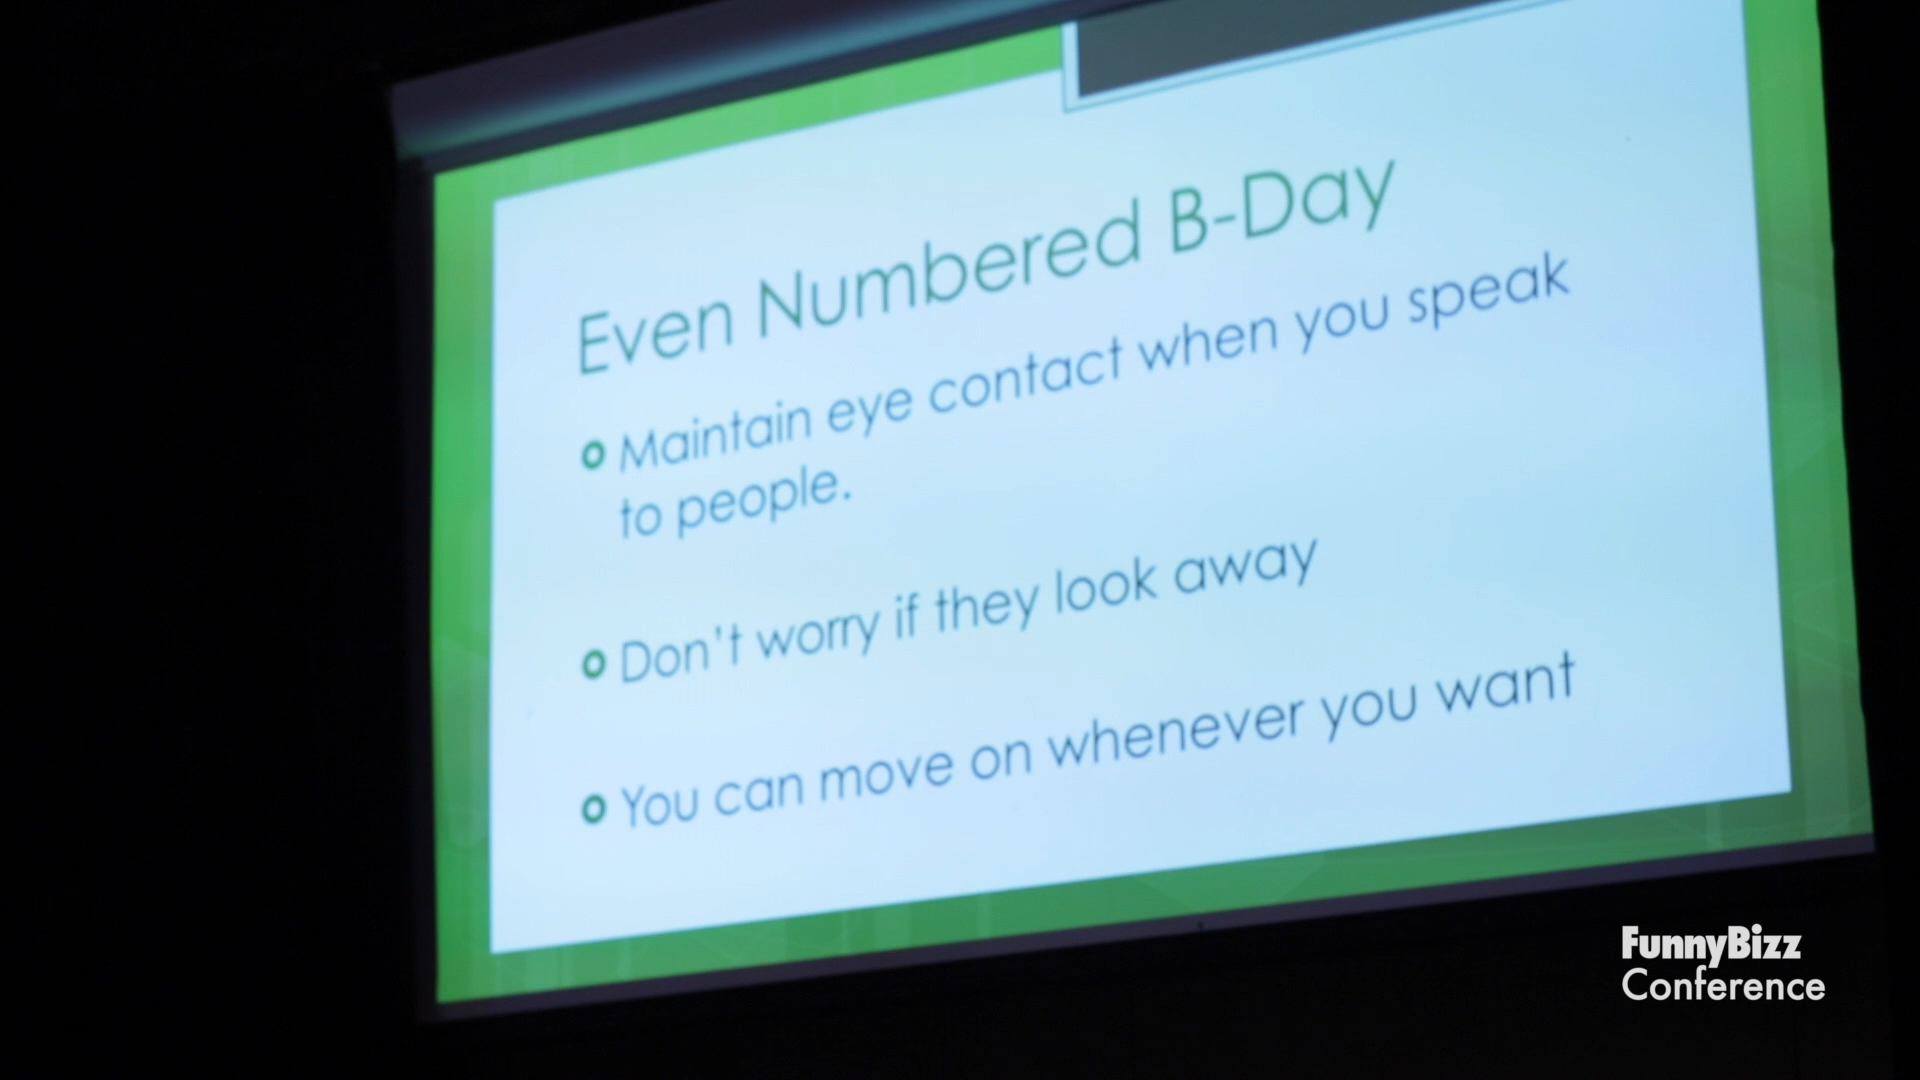 Even Numbered B-Day
Maintain eye contact when you speak
to people.
Don't worry if they look away
You can move on whenever you want
FunnyBizz
Conference